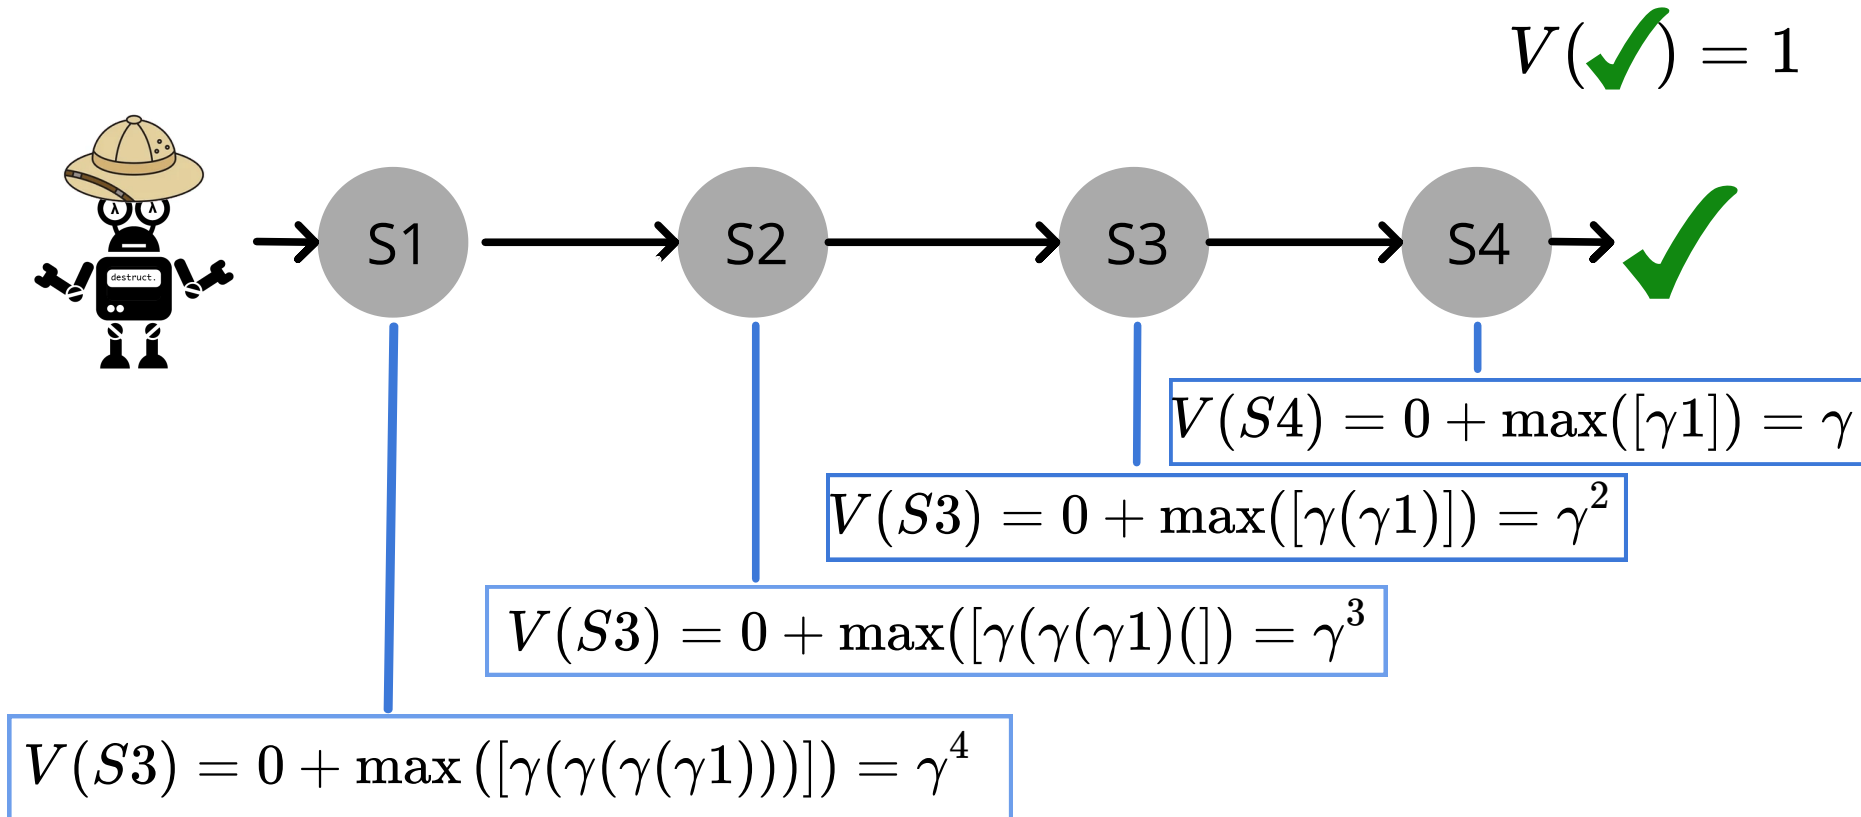 V(✓) = 1
λ λ
destruct.
S1 S2 S3 S4
V(S4) = 0 + max([γ1]) = γ
V(S3) = 0 + max([γ(γ1)]) = γ²
V(S3) = 0 + max([γ(γ(γ1)(]) = γ³
V(S3) = 0 + max([γ(γ(γ(γ1)))]) = γ⁴